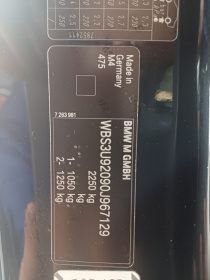 BMW M GMBH
WBS3U92090J967129
2250 kg
1- 1050 kg
2- 1250 kg
Made in
Germany
M4
475
7 263 981
7852411